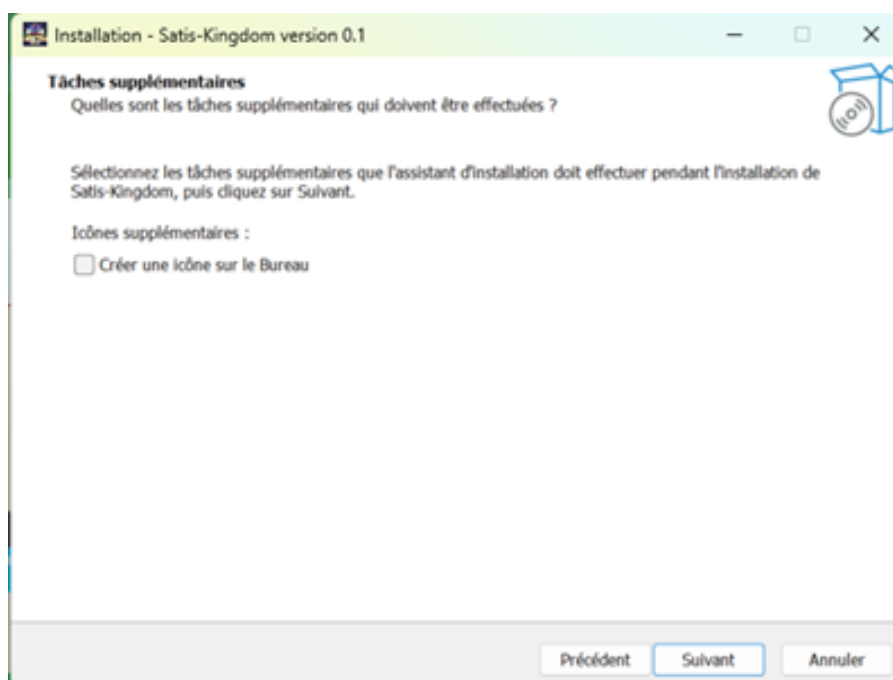 Installation - Satis-Kingdom version 0.1
Tâches supplémentaires
Quelles sont les tâches supplémentaires qui doivent être effectuées ?
Sélectionnez les tâches supplémentaires que l'assistant d'installation doit effectuer pendant l'installation de
Satis-Kingdom, puis cliquez sur Suivant.
Icônes supplémentaires :
Créer une icône sur le Bureau
Précédent Suivant Annuler